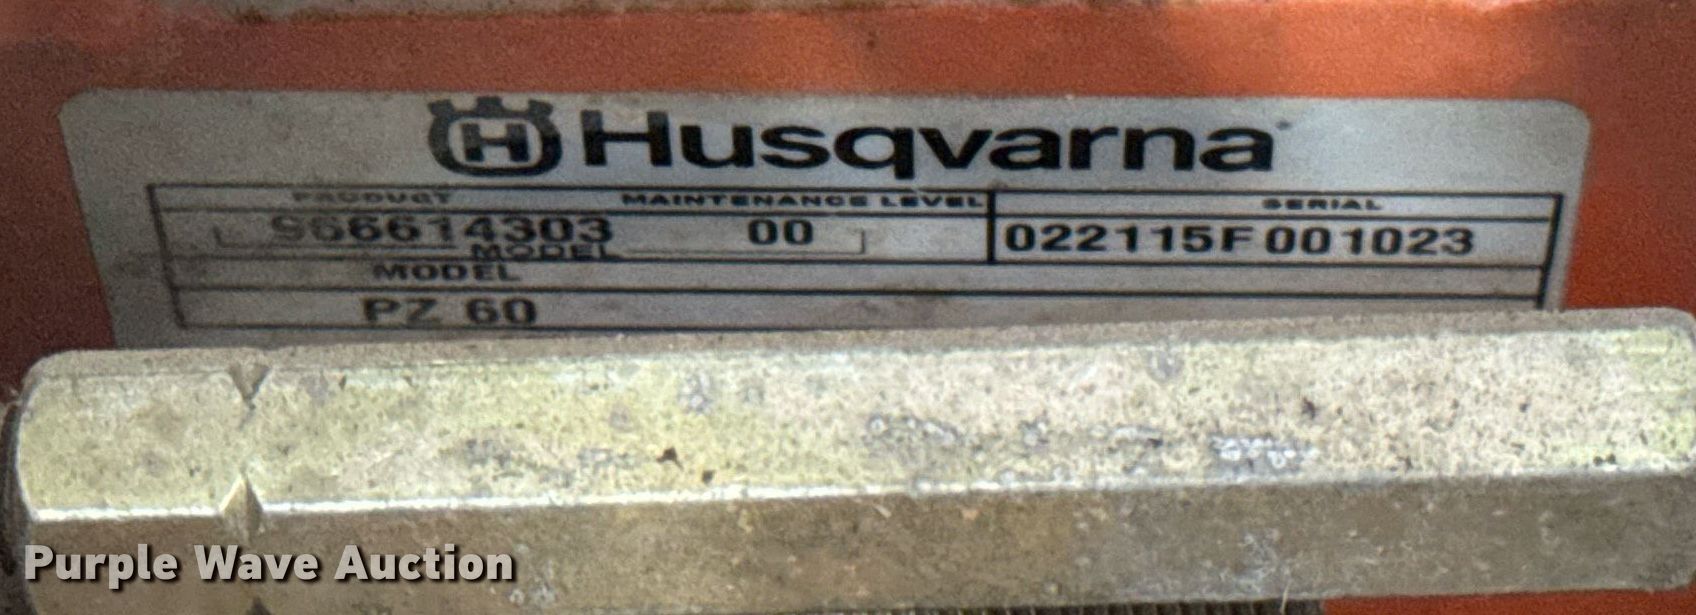 H Husqvarna
PRODUCT MAINTENANCE LEVEL SERIAL
966614303 00 022115F001023
MODEL
MODEL
PZ 60
Purple Wave Auction